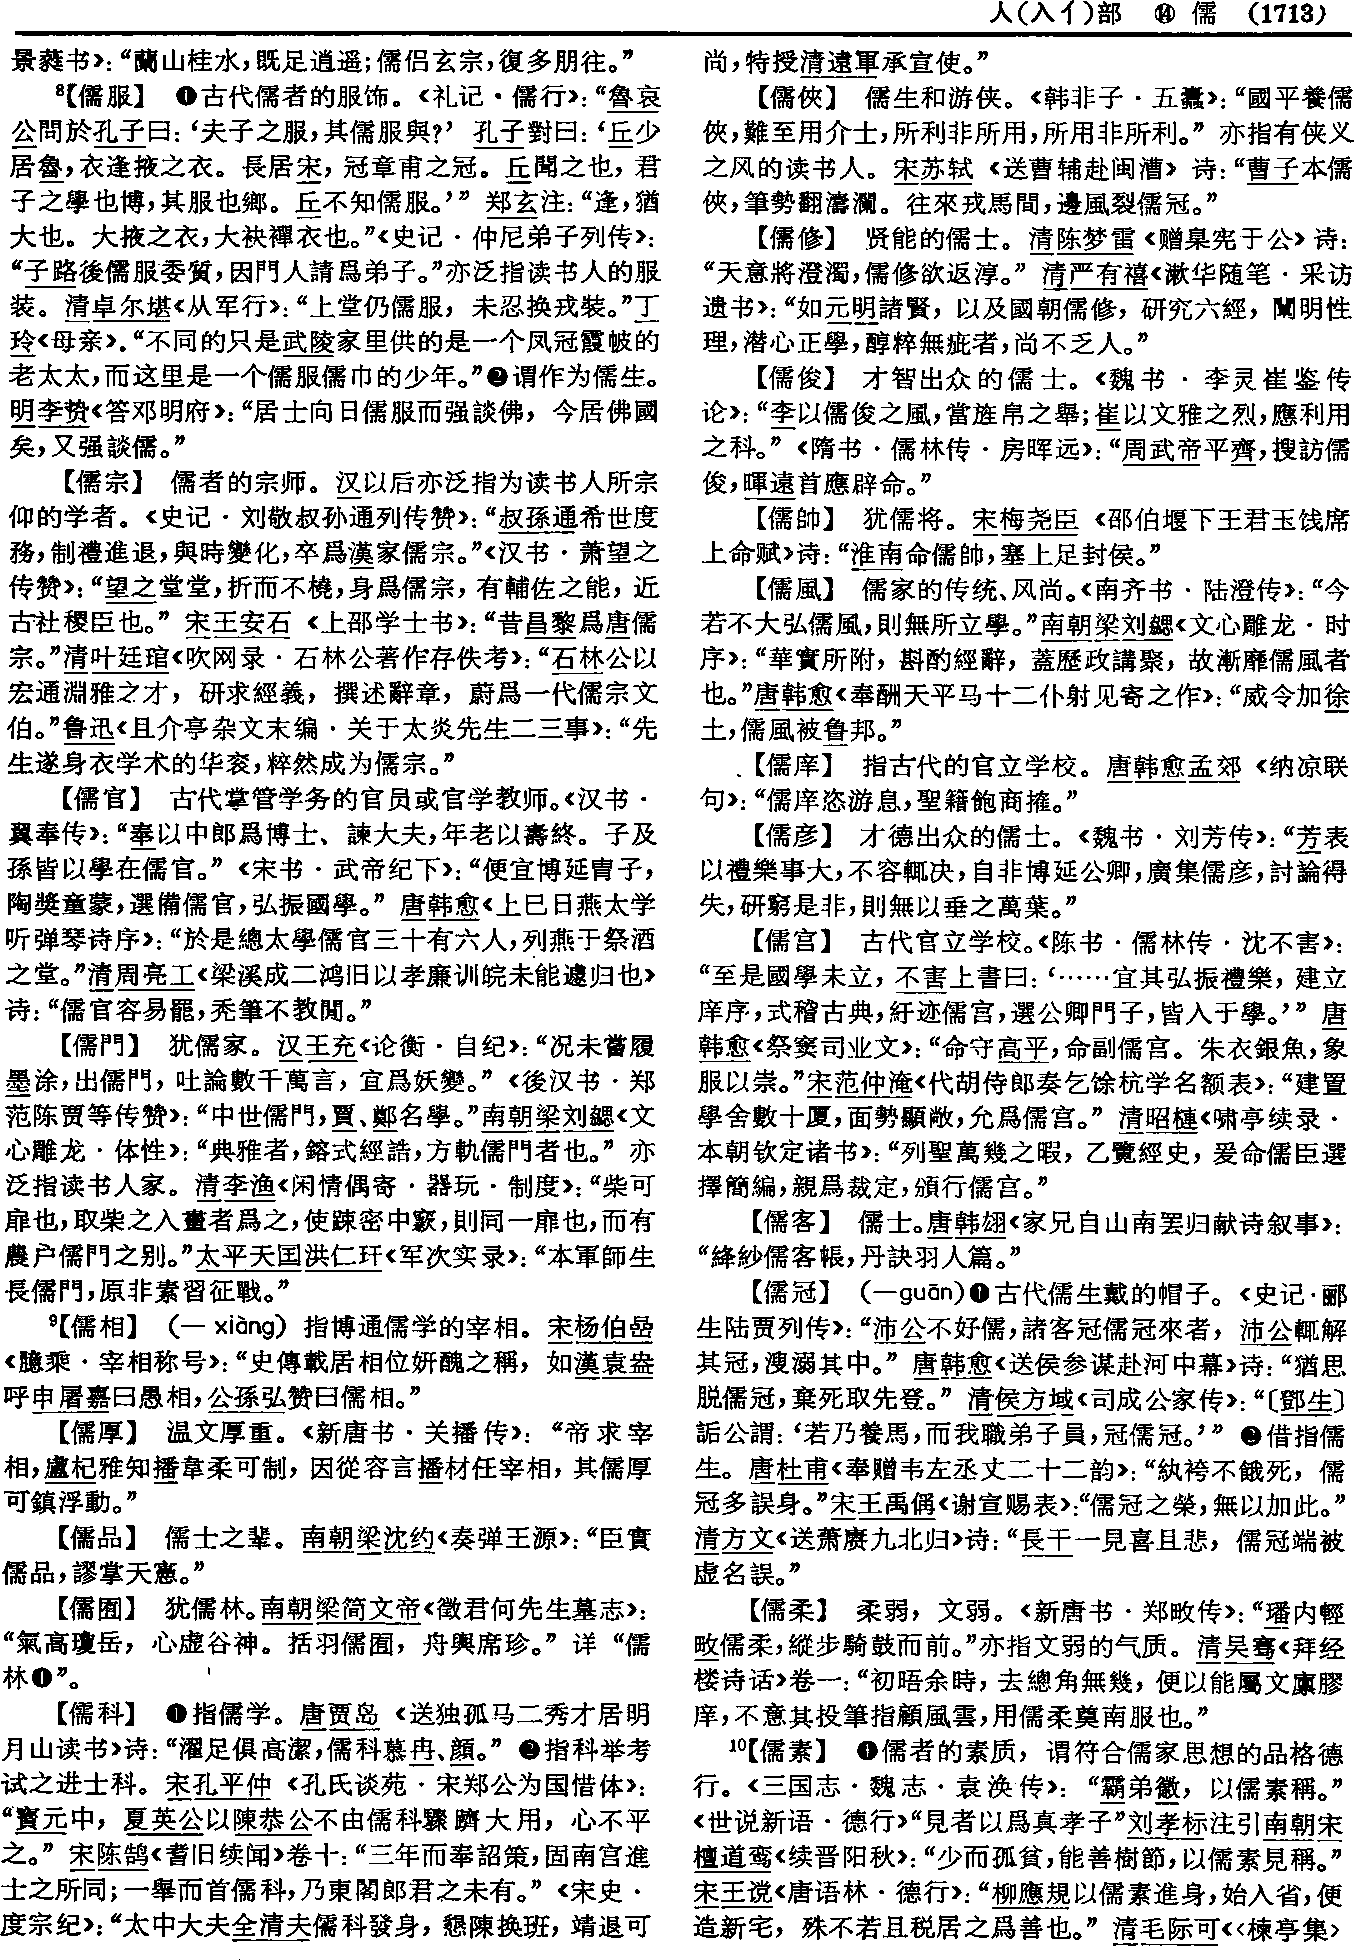 人(入亻)部 ⑭ 儒 (1713)
景蕤书》：“蘭山桂水，既足逍遥；儒侣玄宗，復多朋往。”
⁸【儒服】 ❶古代儒者的服饰。《礼记·儒行》：“魯哀
公問於孔子曰：‘夫子之服，其儒服與？’ 孔子對曰：‘丘少
居魯，衣逢掖之衣。長居宋，冠章甫之冠。丘聞之也，君
子之學也博，其服也鄉。丘不知儒服。’” 郑玄注：“逢，猶
大也。大掖之衣，大袂襌衣也。”《史记·仲尼弟子列传》：
“子路後儒服委質，因門人請爲弟子。”亦泛指读书人的服
装。清卓尔堪《从军行》：“上堂仍儒服，未忍换戎裝。”丁
玲《母亲》：“不同的只是武陵家里供的是一个凤冠霞帔的
老太太，而这里是一个儒服儒巾的少年。”❷谓作为儒生。
明李贽《答邓明府》：“居士向日儒服而强談佛，今居佛國
矣，又强談儒。”
【儒宗】 儒者的宗师。汉以后亦泛指为读书人所宗
仰的学者。《史记·刘敬叔孙通列传赞》：“叔孫通希世度
務，制禮進退，與時變化，卒爲漢家儒宗。”《汉书·萧望之
传赞》：“望之堂堂，折而不橈，身爲儒宗，有輔佐之能，近
古社稷臣也。” 宋王安石《上邵学士书》：“昔昌黎爲唐儒
宗。”清叶廷琯《吹网录·石林公著作存佚考》：“石林公以
宏通淵雅之才，研求經義，撰述辭章，蔚爲一代儒宗文
伯。”鲁迅《且介亭杂文末编·关于太炎先生二三事》：“先
生遂身衣学术的华衮，粹然成为儒宗。”
【儒官】 古代掌管学务的官员或官学教师。《汉书·
翼奉传》：“奉以中郎爲博士、諫大夫，年老以壽終。子及
孫皆以學在儒官。”《宋书·武帝纪下》：“便宜博延胄子，
陶獎童蒙，選備儒官，弘振國學。” 唐韩愈《上巳日燕太学
听弹琴诗序》：“於是總太學儒官三十有六人，列燕于祭酒
之堂。”清周亮工《梁溪成二鸿旧以孝廉训皖未能遽归也》
诗：“儒官容易罷，禿筆不教閒。”
【儒門】 犹儒家。汉王充《论衡·自纪》：“况未嘗履
墨涂，出儒門，吐論數千萬言，宜爲妖變。”《後汉书·郑
范陈贾等传赞》：“中世儒門，賈、鄭名學。”南朝梁刘勰《文
心雕龙·体性》：“典雅者，鎔式經誥，方軌儒門者也。” 亦
泛指读书人家。清李渔《闲情偶寄·器玩·制度》：“柴可
扉也，取柴之入畫者爲之，使踈密中竅，則同一扉也，而有
農户儒門之别。”太平天囯洪仁玕《军次实录》：“本軍師生
長儒門，原非素習征戰。”
⁹【儒相】 (—xiàng) 指博通儒学的宰相。宋杨伯嵒
《臆乘·宰相称号》：“史傳載居相位妍醜之稱，如漢袁盎
呼申屠嘉曰愚相，公孫弘贊曰儒相。”
【儒厚】 温文厚重。《新唐书·关播传》：“帝求宰
相，盧杞雅知播韋柔可制，因從容言播材任宰相，其儒厚
可鎮浮動。”
【儒品】 儒士之辈。南朝梁沈约《奏弹王源》：“臣實
儒品，謬掌天憲。”
【儒囿】 犹儒林。南朝梁简文帝《徵君何先生墓志》：
“氣高瓊岳，心虚谷神。括羽儒囿，舟輿席珍。” 详“儒
林❶”。
【儒科】 ❶指儒学。唐贾岛《送独孤马二秀才居明
月山读书》诗：“濯足俱高潔，儒科慕冉、顔。” ❷指科举考
试之进士科。宋孔平仲《孔氏谈苑·宋郑公为国惜体》：
“寶元中，夏英公以陳恭公不由儒科驟躋大用，心不平
之。” 宋陈鹄《耆旧续闻》卷十：“三年而奉詔策，固南宫進
士之所同；一舉而首儒科，乃東閣郎君之未有。”《宋史·
度宗纪》：“太中大夫全清夫儒科發身，懇陳换班，靖退可
尚，特授清遠軍承宣使。”
【儒俠】 儒生和游侠。《韩非子·五蠹》：“國平養儒
俠，難至用介士，所利非所用，所用非所利。” 亦指有侠义
之风的读书人。宋苏轼《送曹辅赴闽漕》诗：“曹子本儒
俠，筆勢翻濤瀾。往來戎馬間，邊風裂儒冠。”
【儒修】 贤能的儒士。清陈梦雷《赠臬宪于公》诗：
“天意將澄濁，儒修欲返淳。” 清严有禧《漱华随笔·采访
遗书》：“如元明諸賢，以及國朝儒修，研究六經，闡明性
理，潛心正學，醇粹無疵者，尚不乏人。”
【儒俊】 才智出众的儒士。《魏书·李灵崔鉴传
论》：“李以儒俊之風，當旌帛之舉；崔以文雅之烈，應利用
之科。”《隋书·儒林传·房晖远》：“周武帝平齊，搜訪儒
俊，暉遠首應辟命。”
【儒帥】 犹儒将。宋梅尧臣《邵伯堰下王君玉饯席
上命赋》诗：“淮南命儒帥，塞上足封侯。”
【儒風】 儒家的传统、风尚。《南齐书·陆澄传》：“今
若不大弘儒風，則無所立學。”南朝梁刘勰《文心雕龙·时
序》：“華實所附，斟酌經辭，蓋歷政講聚，故漸靡儒風者
也。”唐韩愈《奉酬天平马十二仆射见寄之作》：“威令加徐
土，儒風被魯邦。”
【儒庠】 指古代的官立学校。唐韩愈孟郊《纳凉联
句》：“儒庠恣游息，聖籍飽商搉。”
【儒彦】 才德出众的儒士。《魏书·刘芳传》：“芳表
以禮樂事大，不容輒决，自非博延公卿，廣集儒彦，討論得
失，研窮是非，則無以垂之萬葉。”
【儒宫】 古代官立学校。《陈书·儒林传·沈不害》：
“至是國學未立，不害上書曰：‘……宜其弘振禮樂，建立
庠序，式稽古典，紆迹儒宫，選公卿門子，皆入于學。’” 唐
韩愈《祭窦司业文》：“命守高平，命副儒宫。朱衣銀魚，象
服以崇。”宋范仲淹《代胡侍郎奏乞馀杭学名额表》：“建置
學舍數十厦，面勢顯敞，允爲儒宫。” 清昭槤《啸亭续录·
本朝钦定诸书》：“列聖萬幾之暇，乙覽經史，爰命儒臣選
擇簡編，親爲裁定，頒行儒宫。”
【儒客】 儒士。唐韩翃《家兄自山南罢归献诗叙事》：
“絳紗儒客帳，丹訣羽人篇。”
【儒冠】 (—guān)❶古代儒生戴的帽子。《史记·郦
生陆贾列传》：“沛公不好儒，諸客冠儒冠來者，沛公輒解
其冠，溲溺其中。” 唐韩愈《送侯参谋赴河中幕》诗：“猶思
脱儒冠，棄死取先登。” 清侯方域《司成公家传》：“〔鄧生〕
詬公謂：‘若乃養馬，而我職弟子員，冠儒冠。’” ❷借指儒
生。唐杜甫《奉赠韦左丞丈二十二韵》：“紈袴不餓死，儒
冠多誤身。”宋王禹偁《谢宣赐表》：“儒冠之榮，無以加此。”
清方文《送萧赓九北归》诗：“長干一見喜且悲，儒冠端被
虚名誤。”
【儒柔】 柔弱，文弱。《新唐书·郑畋传》：“璠内輕
畋儒柔，縱步騎鼓而前。”亦指文弱的气质。清吴骞《拜经
楼诗话》卷一：“初晤余時，去總角無幾，便以能屬文廩膠
庠，不意其投筆指顧風雲，用儒柔奠南服也。”
¹⁰【儒素】 ❶儒者的素质，谓符合儒家思想的品格德
行。《三国志·魏志·袁涣传》：“霸弟徽，以儒素稱。”
《世说新语·德行》“見者以爲真孝子”刘孝标注引南朝宋
檀道鸾《续晋阳秋》：“少而孤貧，能善樹節，以儒素見稱。”
宋王谠《唐语林·德行》：“柳應規以儒素進身，始入省，便
造新宅，殊不若且税居之爲善也。” 清毛际可《〈楝亭集〉